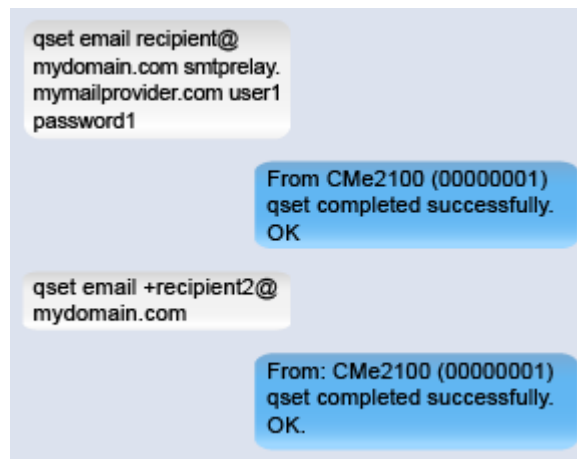 qset email recipient@
mydomain.com smtprelay.
mymailprovider.com user1
password1
From CMe2100 (00000001)
qset completed successfully.
OK
qset email +recipient2@
mydomain.com
From: CMe2100 (00000001)
qset completed successfully.
OK.